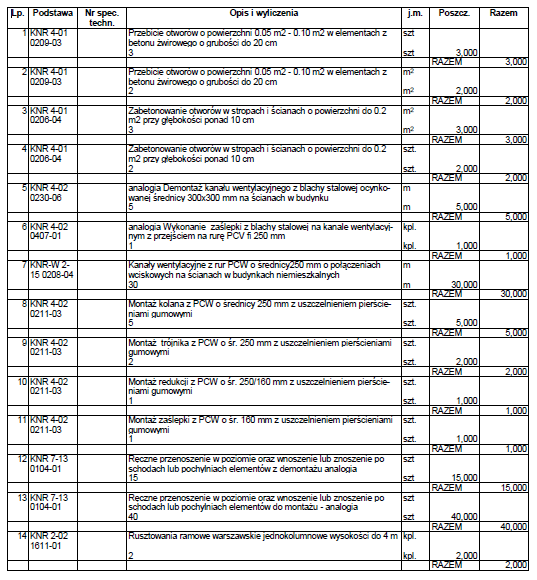 Lp. Podstawa Nr spec. techn. Opis i wyliczenia j.m. Poszcz. Razem
1 KNR 4-01 Przebicie otworów o powierzchni 0.05 m2 - 0.10 m2 w elementach z szt
0209-03 betonu żwirowego o grubości do 20 cm
3 szt 3,000
RAZEM 3,000
2 KNR 4-01 Przebicie otworów o powierzchni 0.05 m2 - 0.10 m2 w elementach z m²
0209-03 betonu żwirowego o grubości do 20 cm
2 m² 2,000
RAZEM 2,000
3 KNR 4-01 Zabetonowanie otworów w stropach i ścianach o powierzchni do 0.2 m²
0206-04 m2 przy głębokości ponad 10 cm
3 m² 3,000
RAZEM 3,000
4 KNR 4-01 Zabetonowanie otworów w stropach i ścianach o powierzchni do 0.2 szt.
0206-04 m2 przy głębokości ponad 10 cm
2 szt. 2,000
RAZEM 2,000
5 KNR 4-02 analogia Demontaż kanału wentylacyjnego z blachy stalowej ocynko- m
0230-06 wanej średnicy 300x300 mm na ścianach w budynku
5 m 5,000
RAZEM 5,000
6 KNR 4-02 analogia Wykonanie zaślepki z blachy stalowej na kanale wentylacyj- kpl.
0407-01 nym z przejściem na rurę PCV fi 250 mm
1 kpl. 1,000
RAZEM 1,000
7 KNR-W 2- Kanały wentylacyjne z rur PCW o średnicy250 mm o połączeniach m
15 0208-04 wciskowych na ścianach w budynkach niemieszkalnych
30 m 30,000
RAZEM 30,000
8 KNR 4-02 Montaż kolana z PCW o średnicy 250 mm z uszczelnieniem pierście- szt.
0211-03 niami gumowymi
5 szt. 5,000
RAZEM 5,000
9 KNR 4-02 Montaż trójnika z PCW o śr. 250 mm z uszczelnieniem pierścieniami szt.
0211-03 gumowymi
2 szt. 2,000
RAZEM 2,000
10 KNR 4-02 Montaż redukcji z PCW o śr. 250/160 mm z uszczelnieniem pierście- szt.
0211-03 niami gumowymi
1 szt. 1,000
RAZEM 1,000
11 KNR 4-02 Montaż zaślepki z PCW o śr. 160 mm z uszczelnieniem pierścieniami szt.
0211-03 gumowymi
1 szt. 1,000
RAZEM 1,000
12 KNR 7-13 Ręczne przenoszenie w poziomie oraz wnoszenie lub znoszenie po szt
0104-01 schodach lub pochylniach elementów z demontażu analogia
15 szt 15,000
RAZEM 15,000
13 KNR 7-13 Ręczne przenoszenie w poziomie oraz wnoszenie lub znoszenie po szt
0104-01 schodach lub pochylniach elementów do montażu - analogia
40 szt 40,000
RAZEM 40,000
14 KNR 2-02 Rusztowania ramowe warszawskie jednokolumnowe wysokości do 4 m kpl.
1611-01
2 kpl. 2,000
RAZEM 2,000